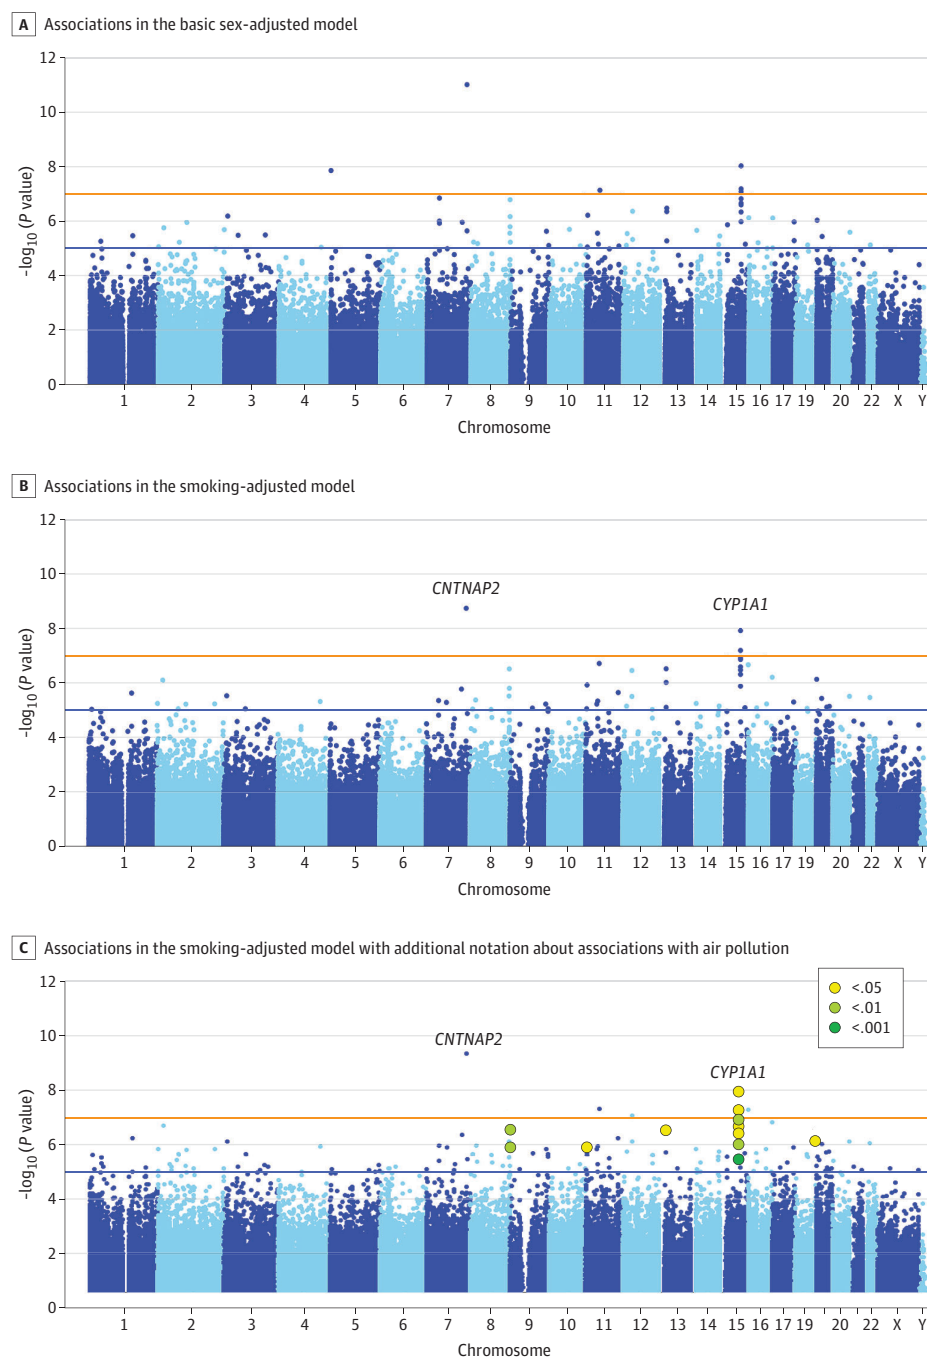 A Associations in the basic sex-adjusted model
12
10
8
6
4
2
0
-log10 (P value)
1 2 3 4 5 6 7 8 9 10 11 12 13 14 15 16 17 19 20 22 X Y
Chromosome
B Associations in the smoking-adjusted model
12
10
8
6
4
2
0
-log10 (P value)
CNTNAP2
CYP1A1
1 2 3 4 5 6 7 8 9 10 11 12 13 14 15 16 17 19 20 22 X Y
Chromosome
C Associations in the smoking-adjusted model with additional notation about associations with air pollution
<.05
<.01
<.001
12
10
8
6
4
2
0
-log10 (P value)
CNTNAP2
CYP1A1
1 2 3 4 5 6 7 8 9 10 11 12 13 14 15 16 17 19 20 22 X Y
Chromosome